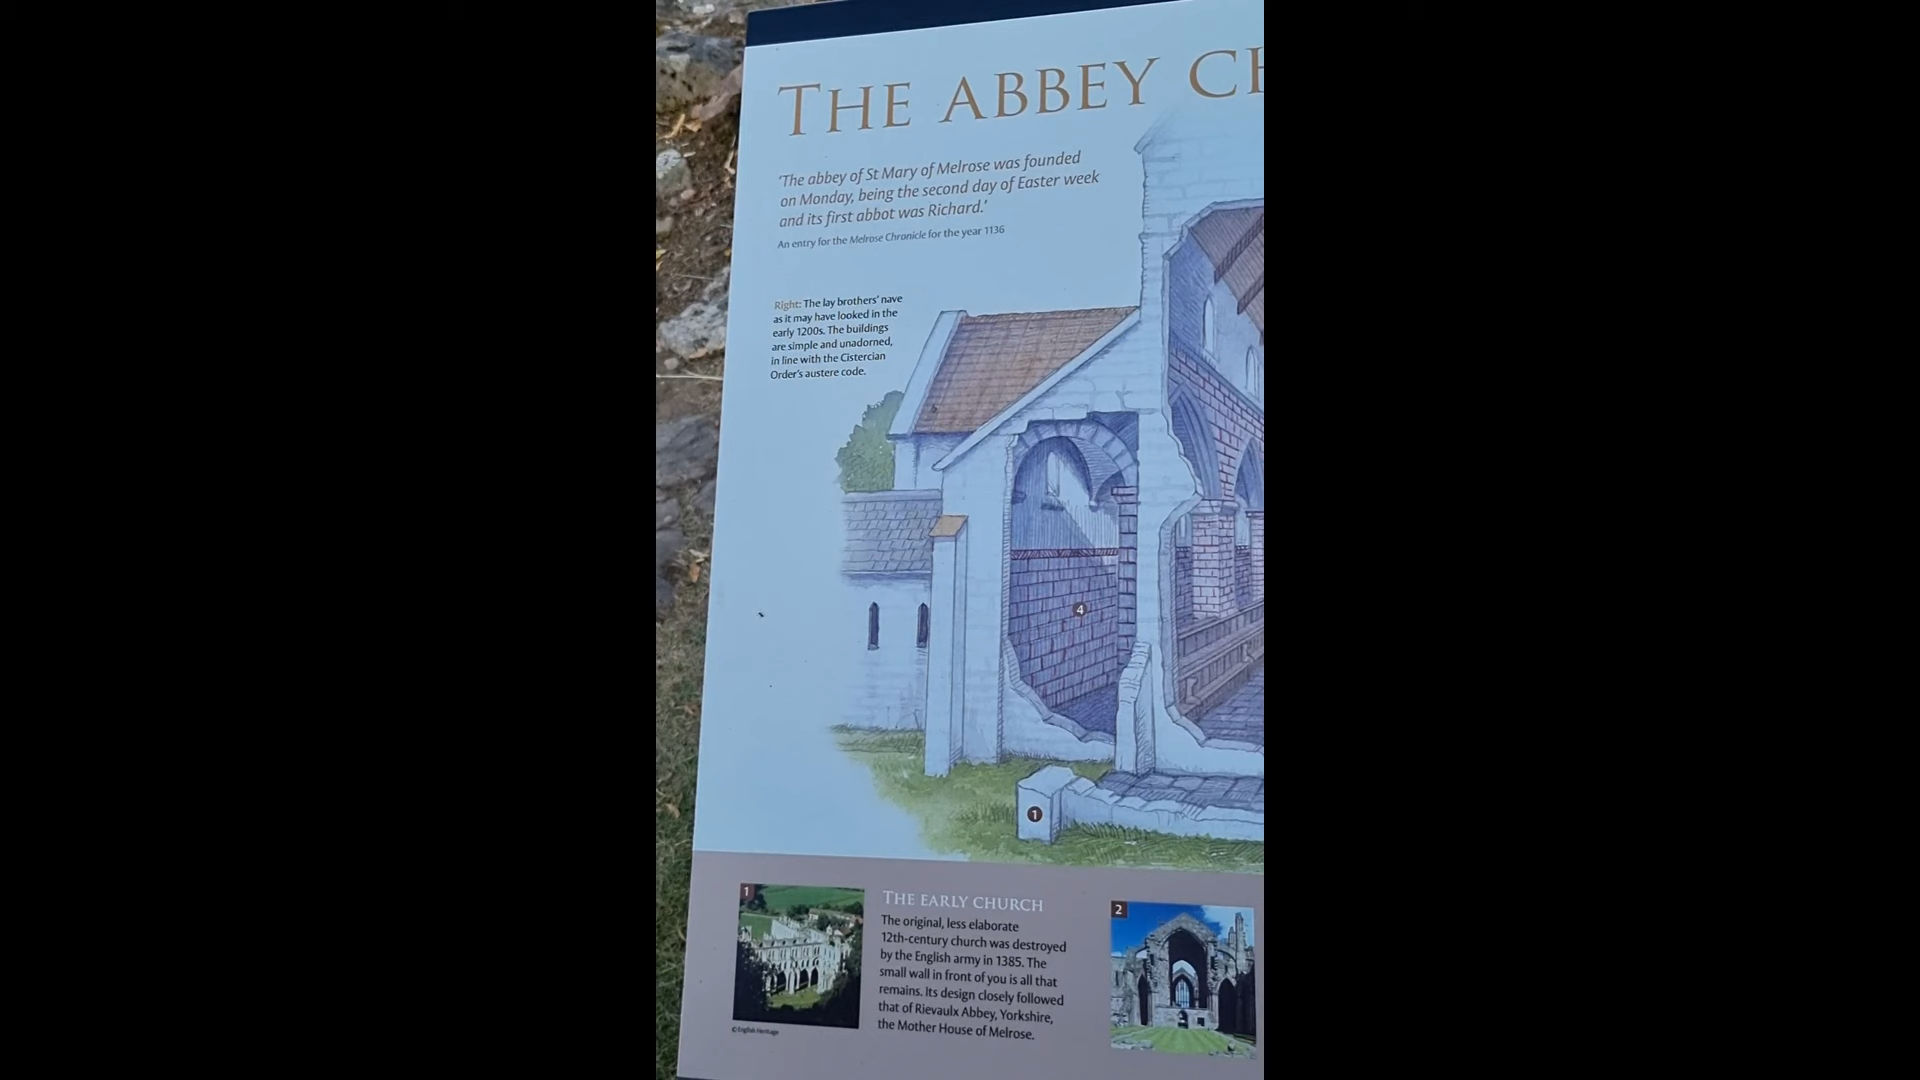 THE ABBEY CH
'The abbey of St Mary of Melrose was founded
on Monday, being the second day of Easter week
and its first abbot was Richard.'
An entry for the Melrose Chronicle for the year 1136
Right: The lay brothers' nave
as it may have looked in the
early 1200s. The buildings
are simple and unadorned,
in line with the Cistercian
Order's austere code.
4
1
1
THE EARLY CHURCH
The original, less elaborate
12th-century church was destroyed
by the English army in 1385. The
small wall in front of you is all that
remains. Its design closely followed
that of Rievaulx Abbey, Yorkshire,
the Mother House of Melrose.
© English Heritage
2